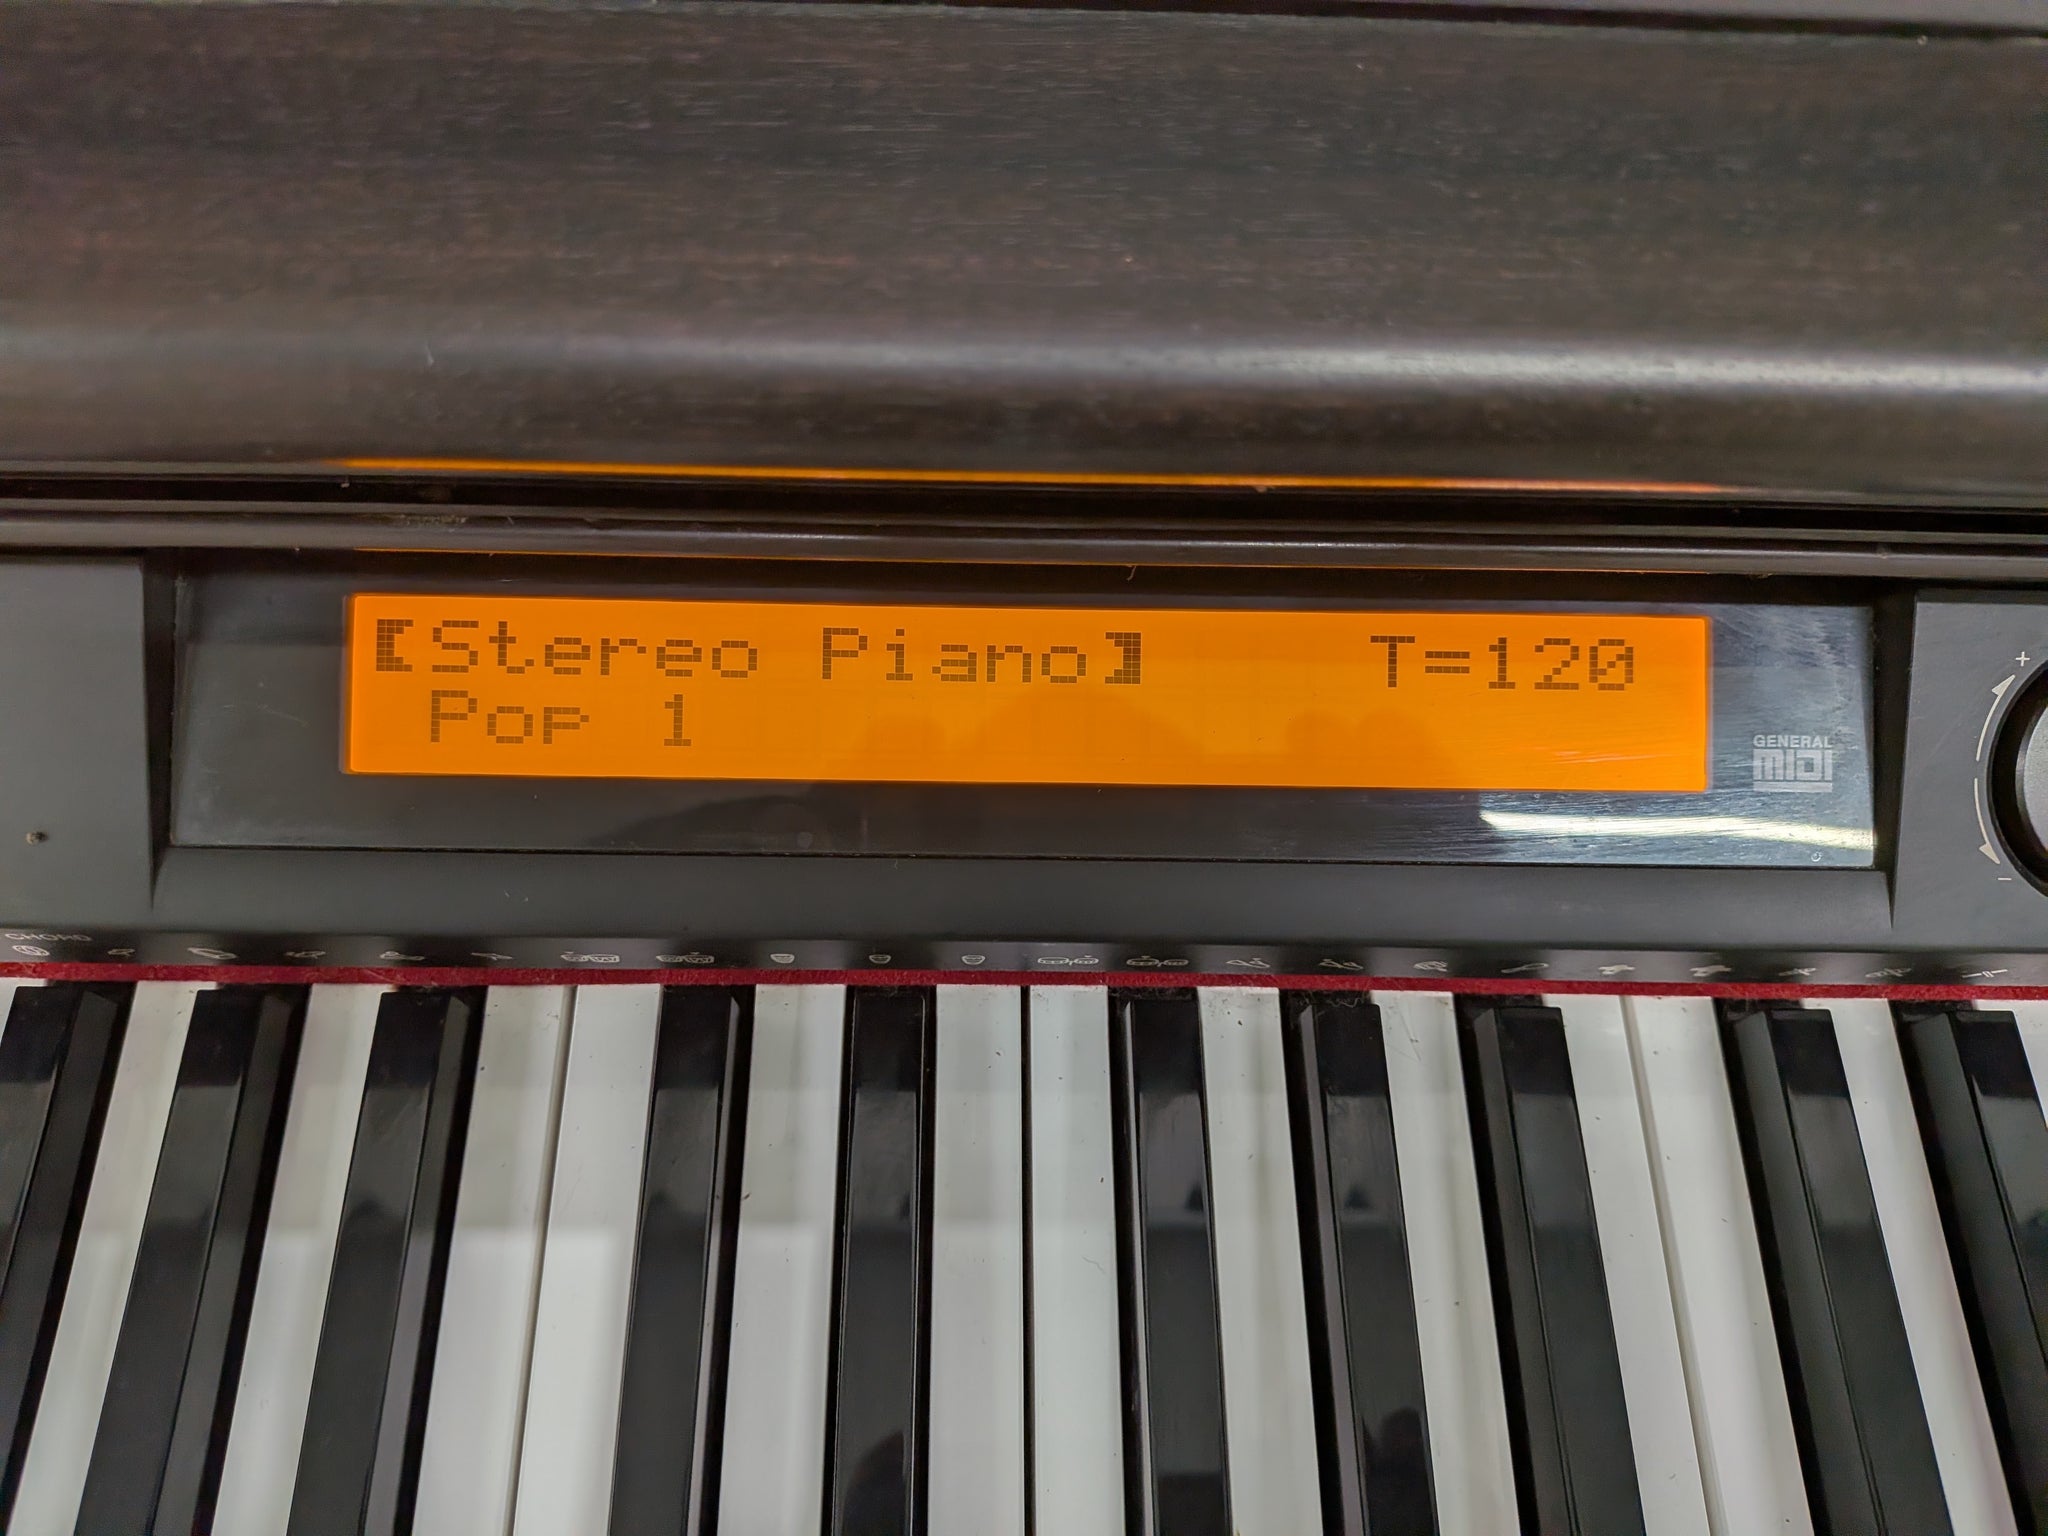 【Stereo Piano】 T=120
Pop 1
GENERAL
MIDI
+
-
CHORD